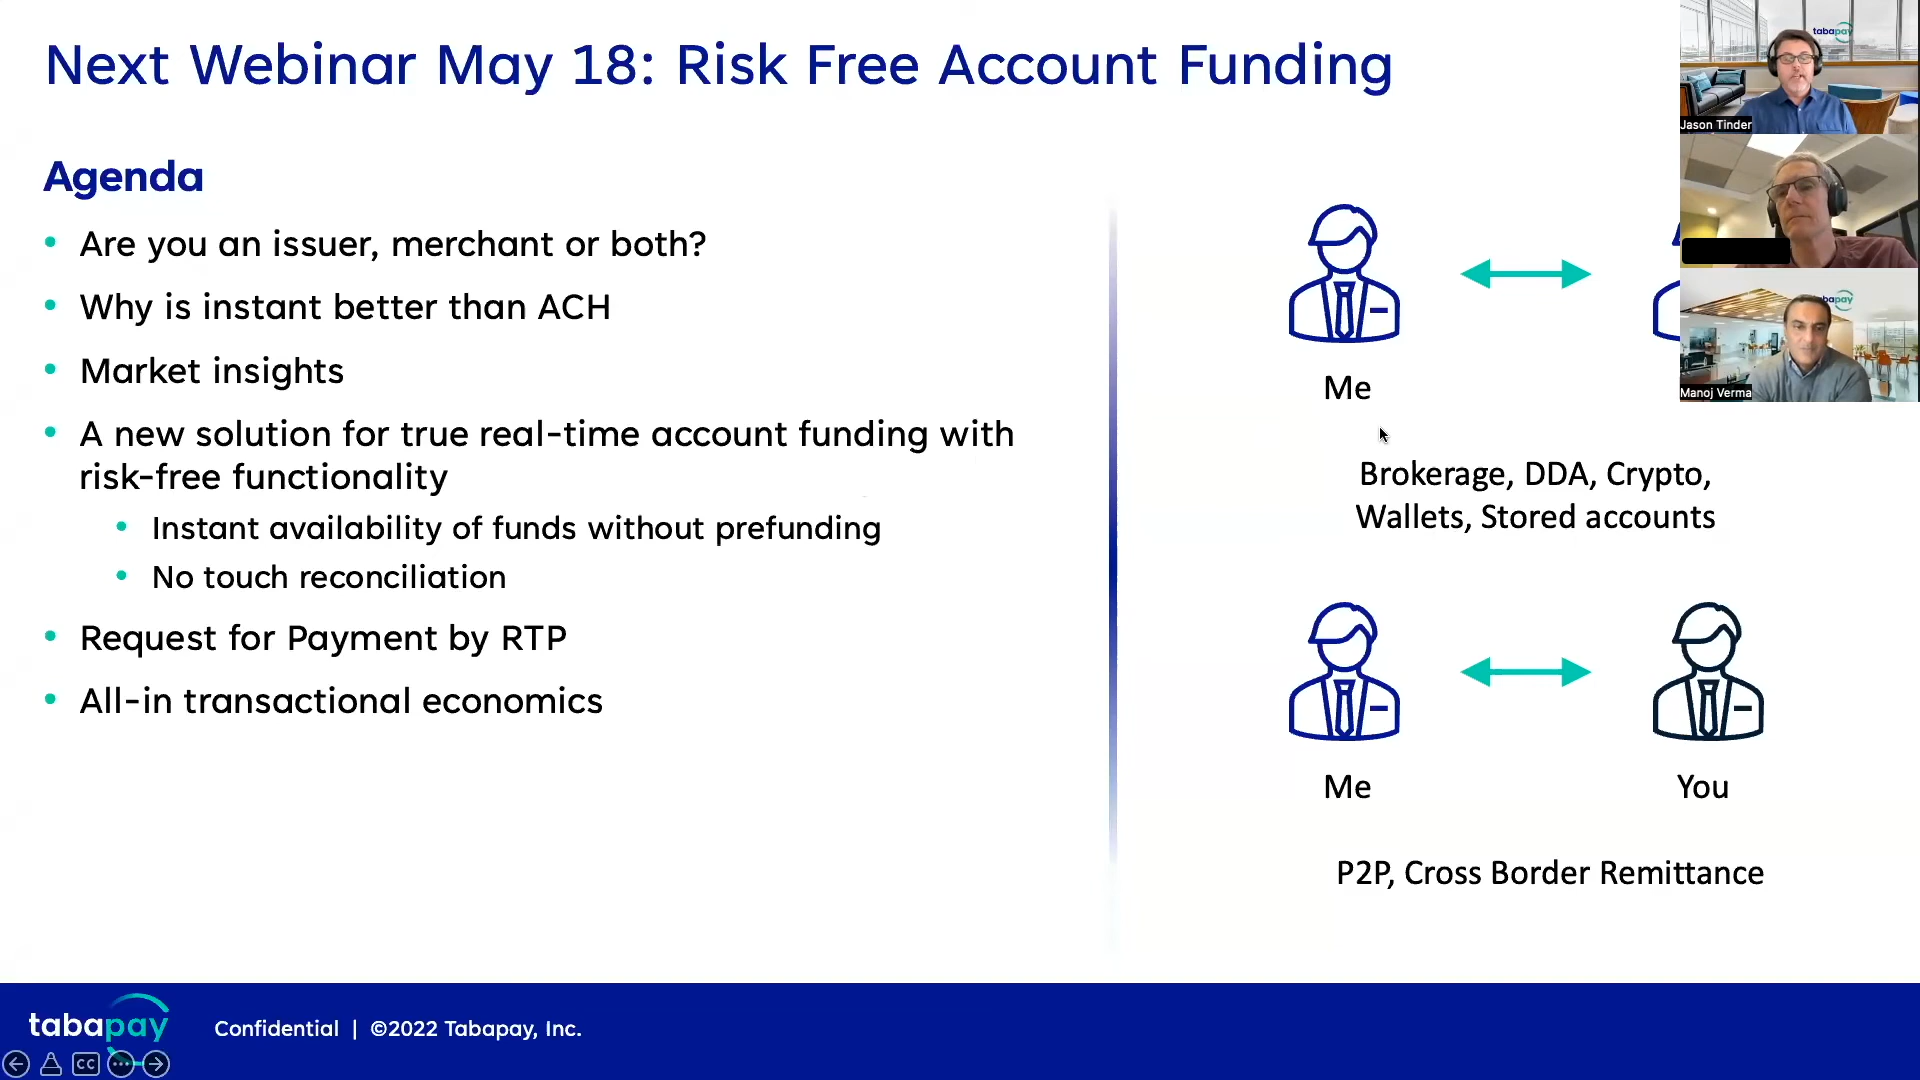 Next Webinar May 18: Risk Free Account Funding
Agenda
• Are you an issuer, merchant or both?
• Why is instant better than ACH
• Market insights
• A new solution for true real-time account funding with
risk-free functionality
• Instant availability of funds without prefunding
• No touch reconciliation
• Request for Payment by RTP
• All-in transactional economics
Me
Brokerage, DDA, Crypto,
Wallets, Stored accounts
Me
You
P2P, Cross Border Remittance
tabapay
Jason Tinder
bapay
Manoj Verma
tabapay
Confidential | ©2022 Tabapay, Inc.
CC